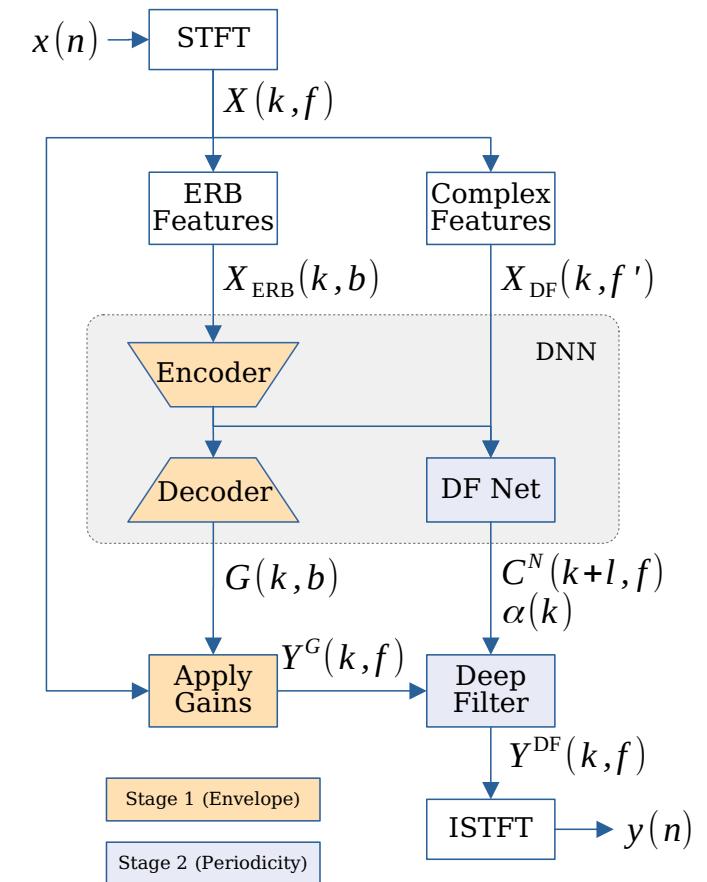 x(n)
STFT
X(k,f)
ERB
Features
Complex
Features
X_ERB(k,b)
X_DF(k,f')
DNN
Encoder
Decoder
DF Net
G(k,b)
C^N(k+l,f)
α(k)
Apply
Gains
Y^G(k,f)
Deep
Filter
Y^DF(k,f)
Stage 1 (Envelope)
ISTFT
y(n)
Stage 2 (Periodicity)